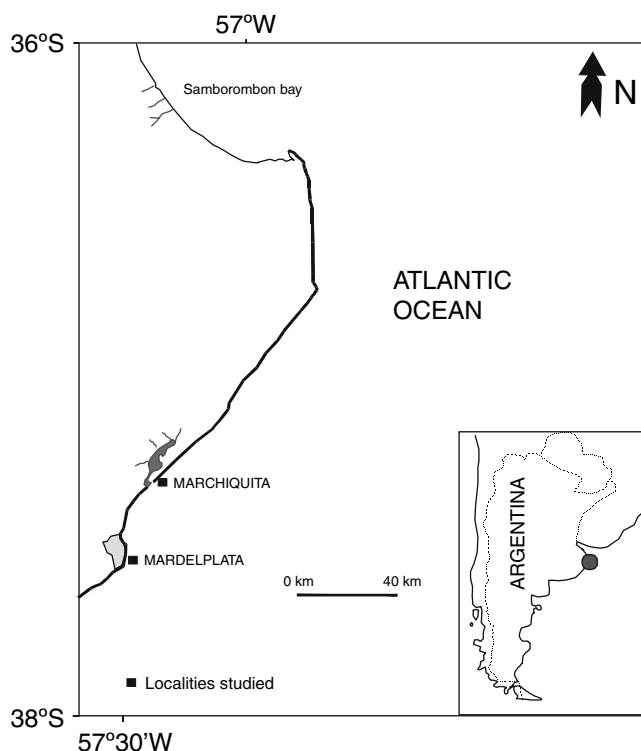 57ºW
36ºS
Samborombon bay
N
ATLANTIC
OCEAN
MARCHIQUITA
ARGENTINA
MARDELPLATA
0 km 40 km
Localities studied
38ºS
57º30'W